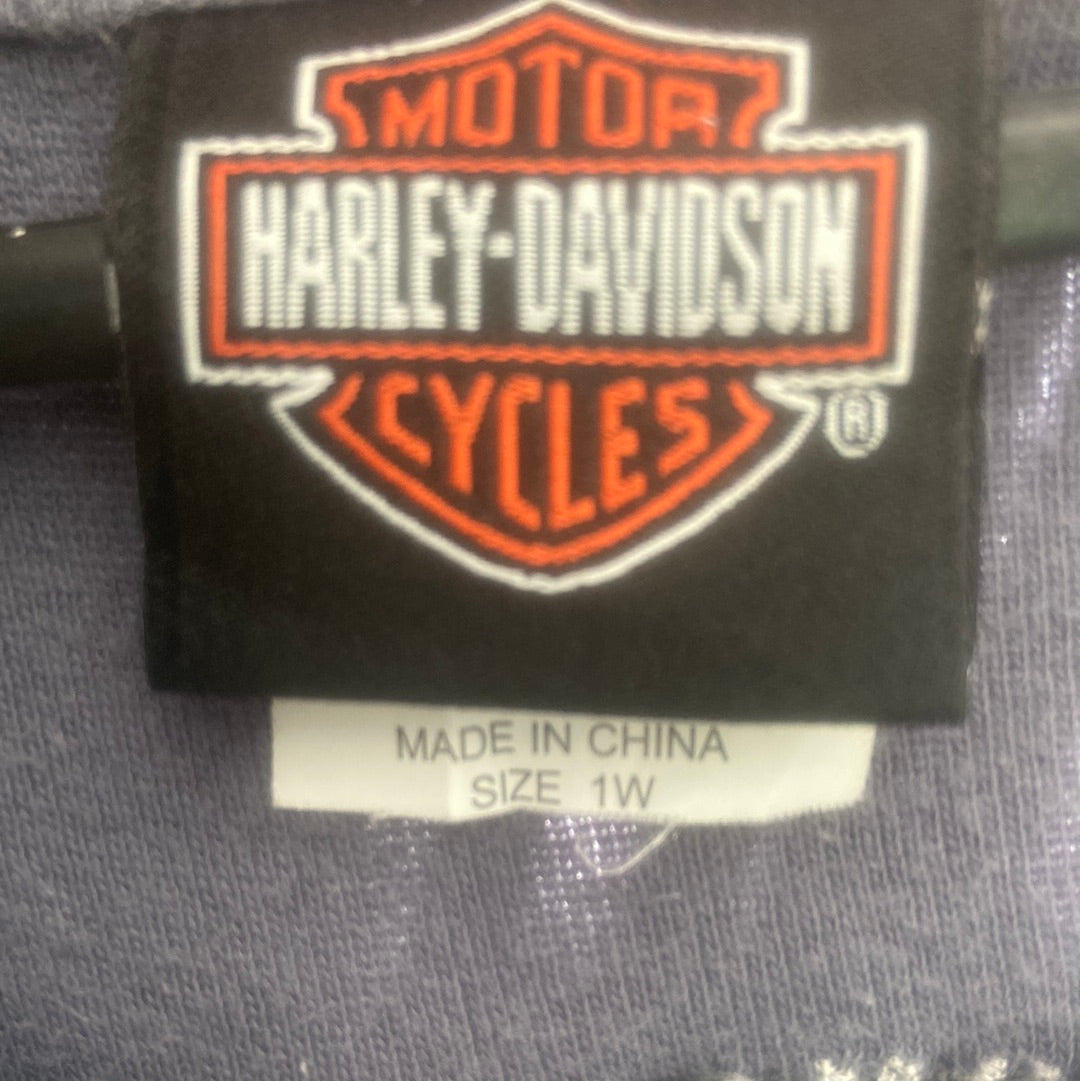 MOTOR
HARLEY-DAVIDSON
CYCLES
®
MADE IN CHINA
SIZE 1W